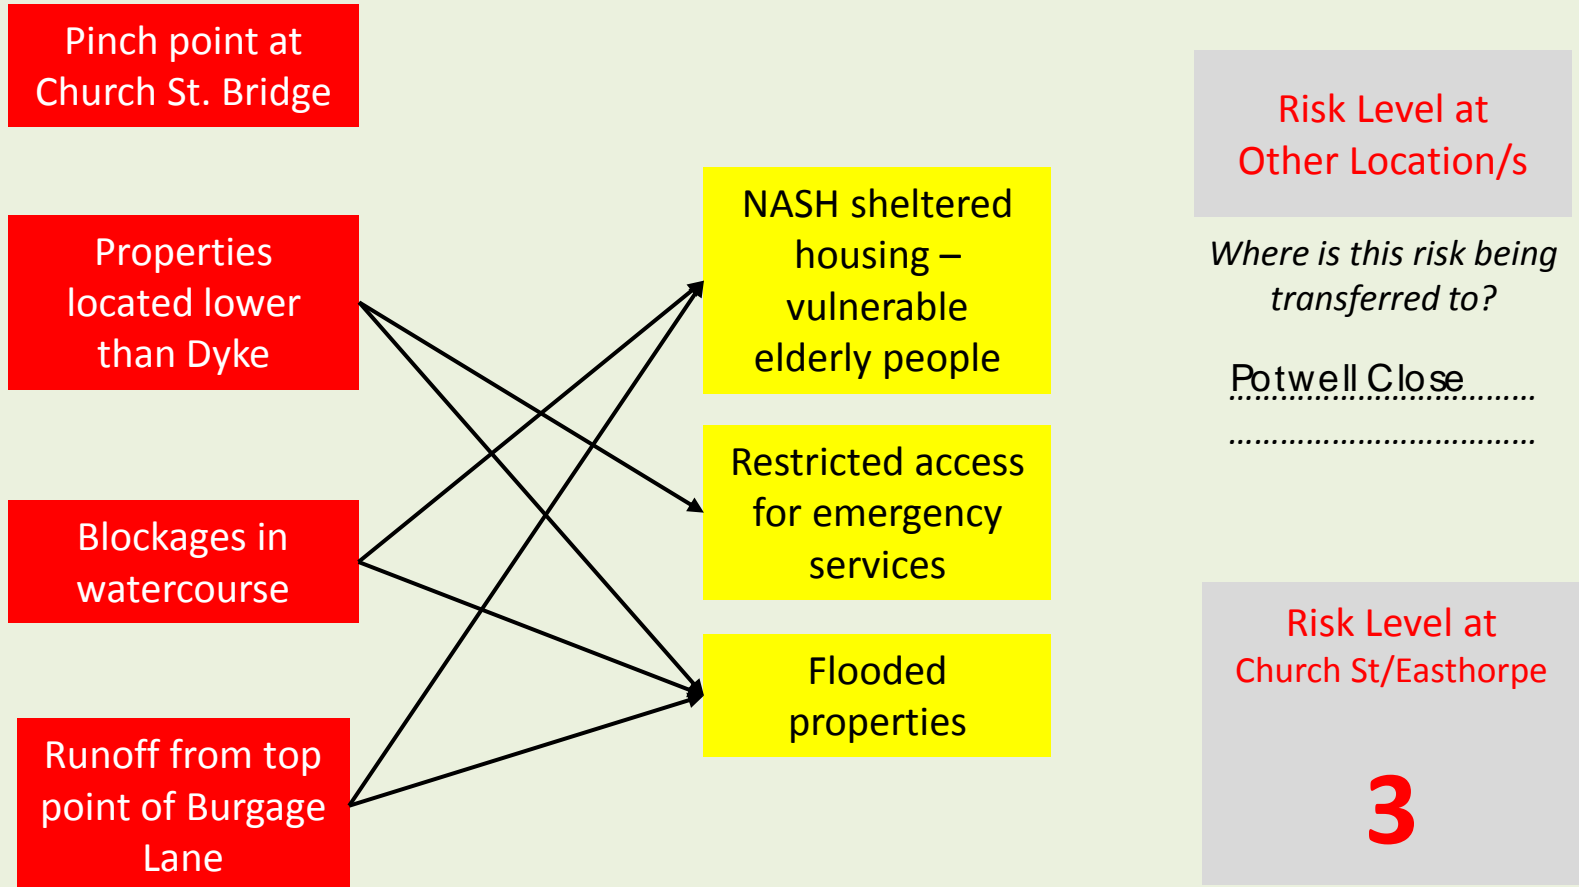 Pinch point at
Church St. Bridge
Properties
located lower
than Dyke
Blockages in
watercourse
Runoff from top
point of Burgage
Lane
NASH sheltered
housing –
vulnerable
elderly people
Restricted access
for emergency
services
Flooded
properties
Risk Level at
Other Location/s
Where is this risk being
transferred to?
Potwell Close
Risk Level at
Church St/Easthorpe
3